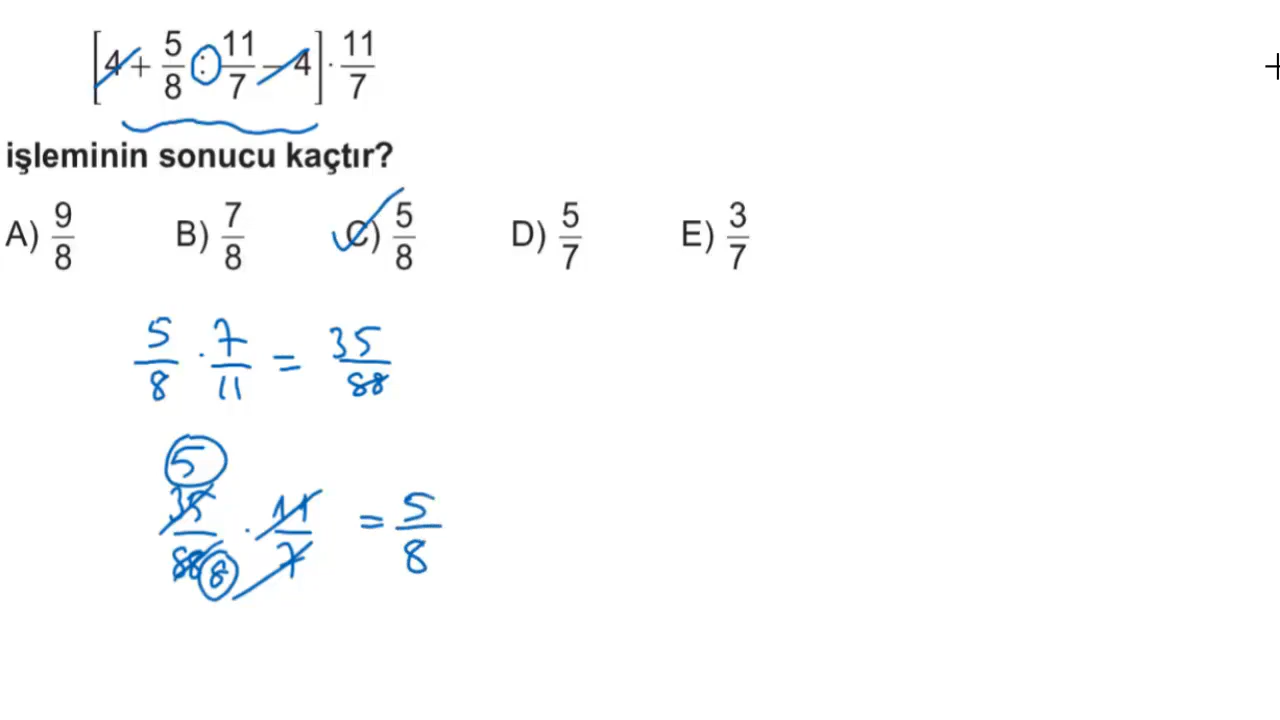 [4 + 5/8 : 11/7 - 4] · 11/7
işleminin sonucu kaçtır?
A) 9/8 B) 7/8 C) 5/8 D) 5/7 E) 3/7
5/8 · 7/11 = 35/88
5 
35/88 8 · 11/7 = 5/8